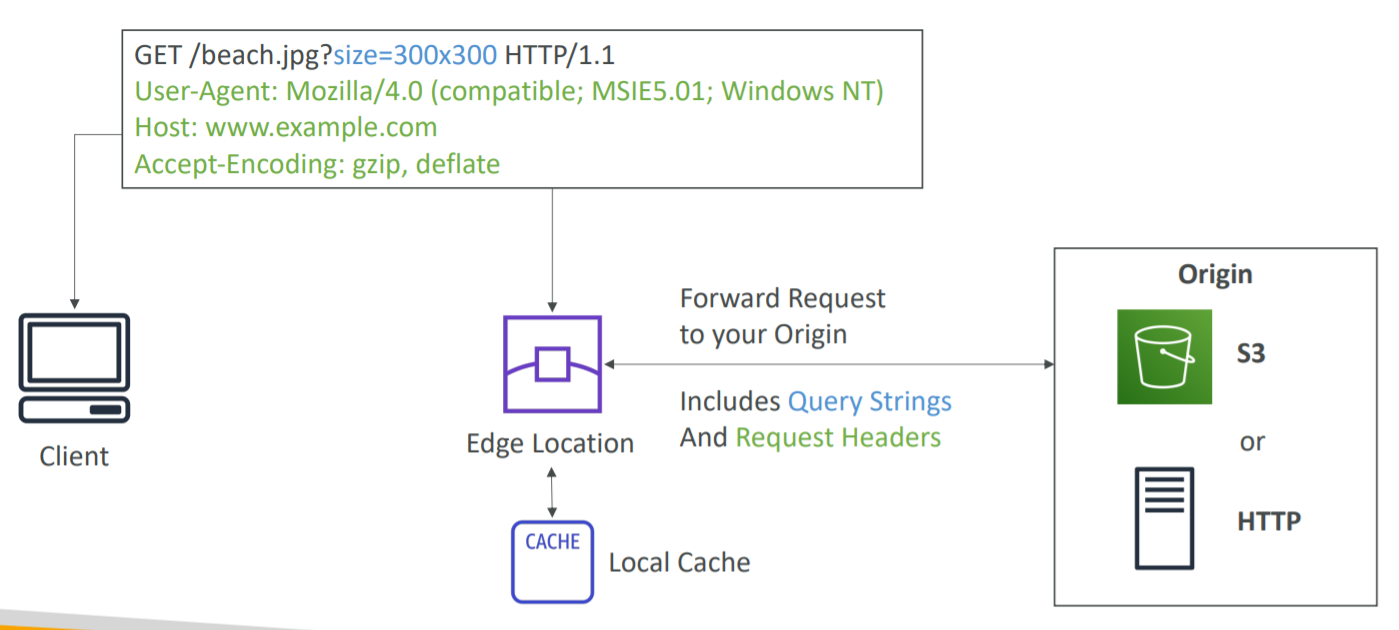 GET /beach.jpg?size=300x300 HTTP/1.1
User-Agent: Mozilla/4.0 (compatible; MSIE5.01; Windows NT)
Host: www.example.com
Accept-Encoding: gzip, deflate
Client
Edge Location
CACHE
Local Cache
Forward Request
to your Origin
Includes Query Strings
And Request Headers
Origin
S3
or
HTTP